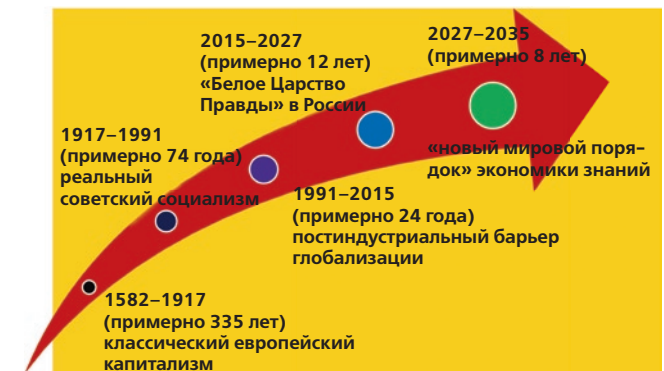 2015–2027
(примерно 12 лет)
«Белое Царство
Правды» в России
2027–2035
(примерно 8 лет)
«новый мировой поря-
док» экономики знаний
1917–1991
(примерно 74 года)
реальный
советский социализм
1991–2015
(примерно 24 года)
постиндустриальный барьер
глобализации
1582–1917
(примерно 335 лет)
классический европейский
капитализм